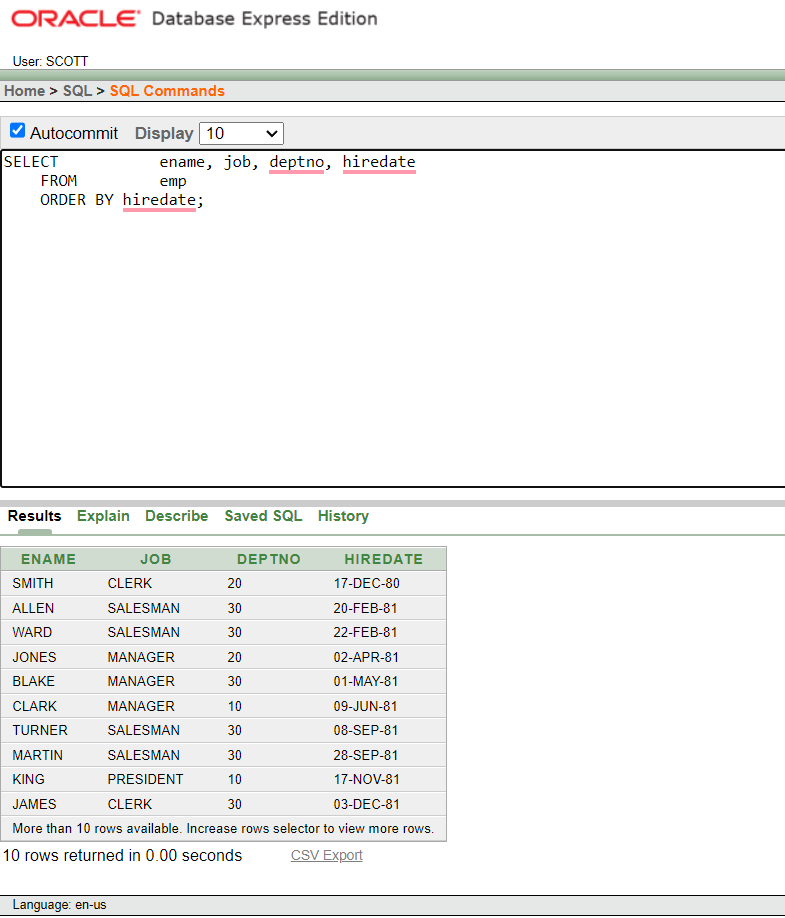 ORACLE® Database Express Edition
User: SCOTT
Home > SQL > SQL Commands
Autocommit Display 10
SELECT ename, job, deptno, hiredate
FROM emp
ORDER BY hiredate;
Results Explain Describe Saved SQL History
ENAME JOB DEPTNO HIREDATE
SMITH CLERK 20 17-DEC-80
ALLEN SALESMAN 30 20-FEB-81
WARD SALESMAN 30 22-FEB-81
JONES MANAGER 20 02-APR-81
BLAKE MANAGER 30 01-MAY-81
CLARK MANAGER 10 09-JUN-81
TURNER SALESMAN 30 08-SEP-81
MARTIN SALESMAN 30 28-SEP-81
KING PRESIDENT 10 17-NOV-81
JAMES CLERK 30 03-DEC-81
More than 10 rows available. Increase rows selector to view more rows.
10 rows returned in 0.00 seconds CSV Export
Language: en-us